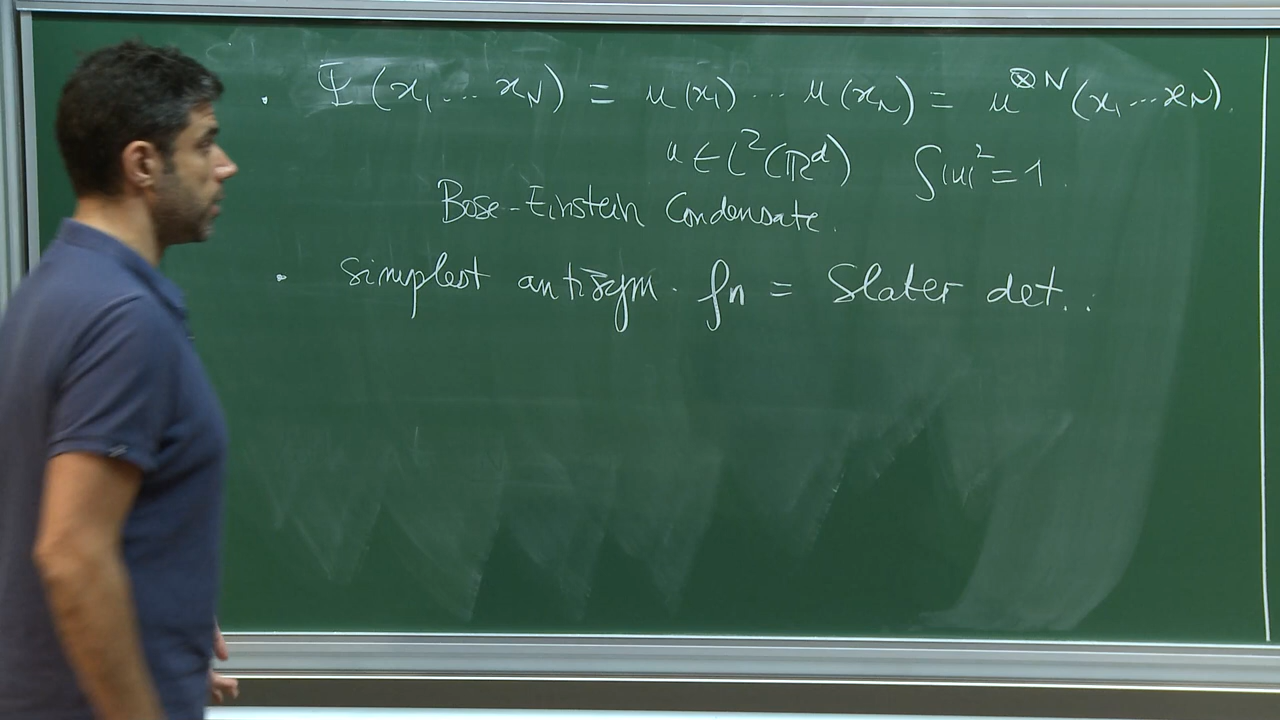 . Ψ (x₁ ... x_N) = u(x₁) ... u(x_N) = u^{⊗N} (x₁ ... x_N).
u ∈ L²(ℝ^d) ∫|u|² = 1.
Bose-Einstein Condensate.
. simplest antisym. fn = Slater det..